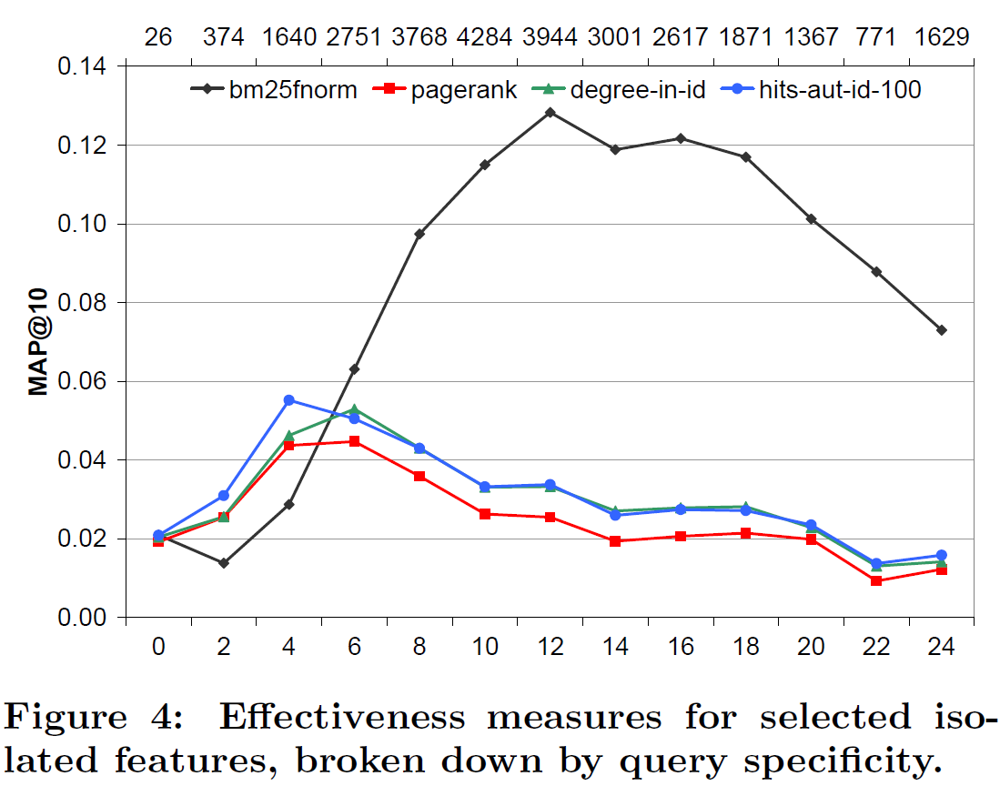 26 374 1640 2751 3768 4284 3944 3001 2617 1871 1367 771 1629
0.14
bm25fnorm pagerank degree-in-id hits-aut-id-100
0.12
0.10
0.08
MAP@10
0.06
0.04
0.02
0.00
0 2 4 6 8 10 12 14 16 18 20 22 24
Figure 4: Effectiveness measures for selected iso-
lated features, broken down by query specificity.